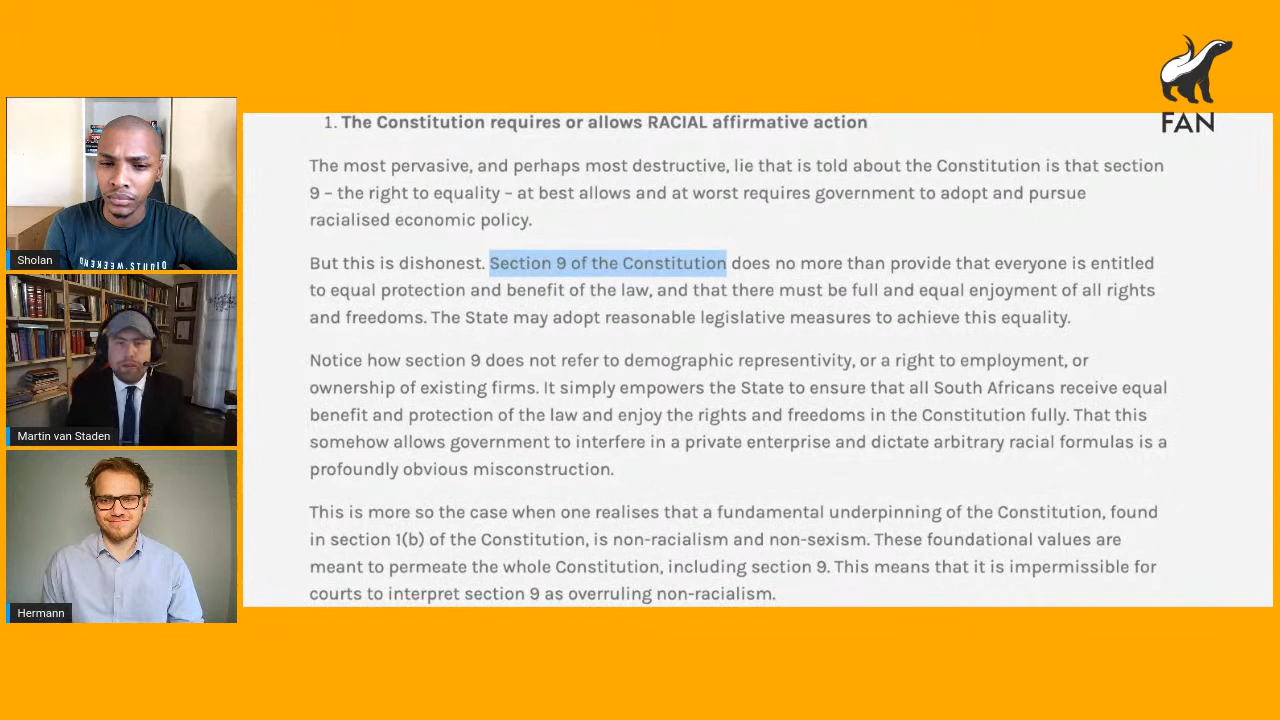 FAN
1. The Constitution requires or allows RACIAL affirmative action
The most pervasive, and perhaps most destructive, lie that is told about the Constitution is that section
9 – the right to equality – at best allows and at worst requires government to adopt and pursue
racialised economic policy.
But this is dishonest. Section 9 of the Constitution does no more than provide that everyone is entitled
to equal protection and benefit of the law, and that there must be full and equal enjoyment of all rights
and freedoms. The State may adopt reasonable legislative measures to achieve this equality.
Notice how section 9 does not refer to demographic representivity, or a right to employment, or
ownership of existing firms. It simply empowers the State to ensure that all South Africans receive equal
benefit and protection of the law and enjoy the rights and freedoms in the Constitution fully. That this
somehow allows government to interfere in a private enterprise and dictate arbitrary racial formulas is a
profoundly obvious misconstruction.
This is more so the case when one realises that a fundamental underpinning of the Constitution, found
in section 1(b) of the Constitution, is non-racialism and non-sexism. These foundational values are
meant to permeate the whole Constitution, including section 9. This means that it is impermissible for
courts to interpret section 9 as overruling non-racialism.
Sholan
Martin van Staden
Hermann